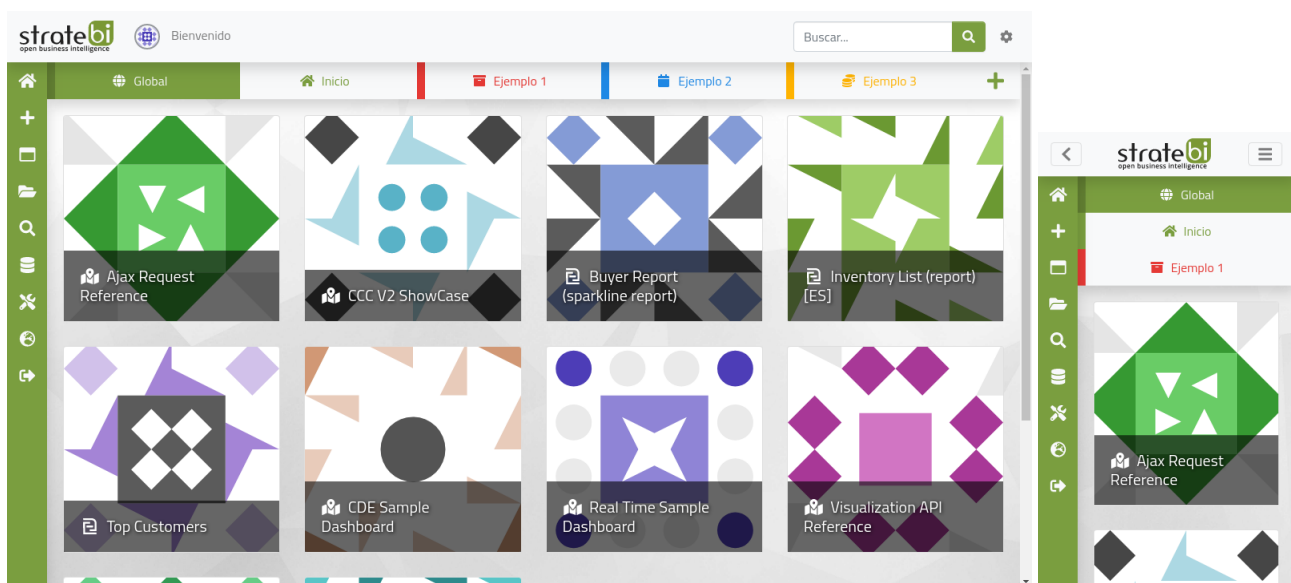 stratebi
open business intelligence
Bienvenido
Buscar...
Global
Inicio
Ejemplo 1
Ejemplo 2
Ejemplo 3
Ajax Request
Reference
CCC V2 ShowCase
Buyer Report
(sparkline report)
Inventory List (report)
[ES]
Top Customers
CDE Sample
Dashboard
Real Time Sample
Dashboard
Visualization API
Reference
stratebi
open business intelligence
Global
Inicio
Ejemplo 1
Ajax Request
Reference